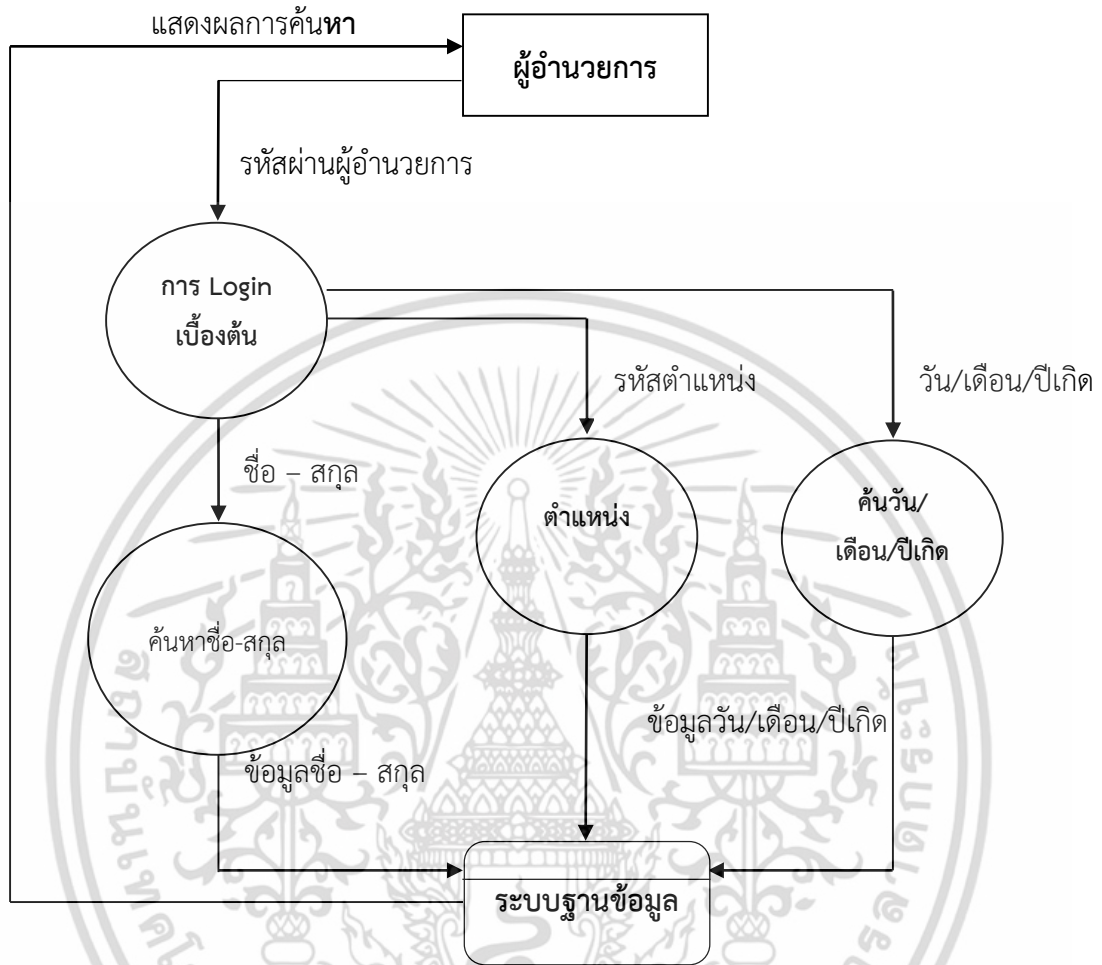 แสดงผลการค้นหา
ผู้อำนวยการ
รหัสผ่านผู้อำนวยการ
การ Login
เบื้องต้น
รหัสตำแหน่ง
วัน/เดือน/ปีเกิด
ชื่อ – สกุล
ตำแหน่ง
ค้นวัน/
เดือน/ปีเกิด
ค้นหาชื่อ-สกุล
ข้อมูลวัน/เดือน/ปีเกิด
ข้อมูลชื่อ – สกุล
ระบบฐานข้อมูล